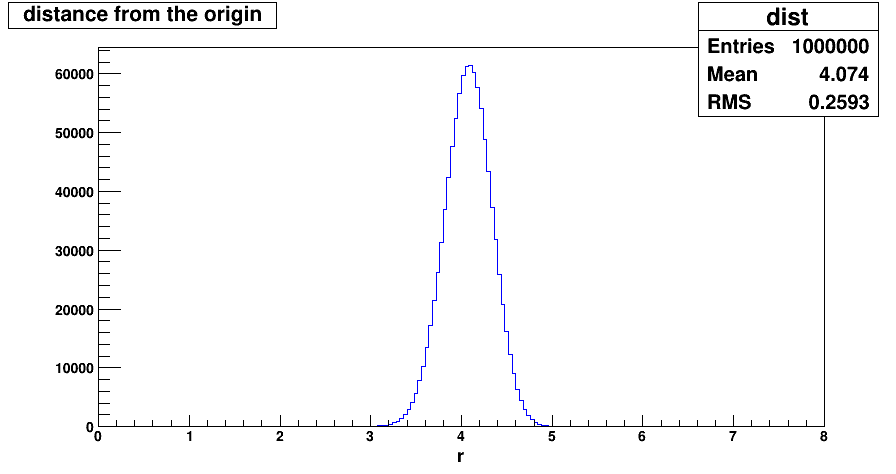 distance from the origin
dist
Entries 1000000
Mean 4.074
RMS 0.2593
60000
50000
40000
30000
20000
10000
0
0 1 2 3 4 5 6 7 8
r